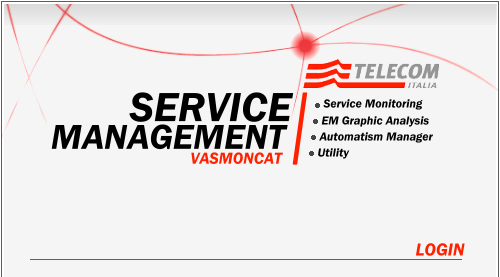 TELECOM
ITALIA
SERVICE
MANAGEMENT
VASMONCAT
Service Monitoring
EM Graphic Analysis
Automatism Manager
Utility
LOGIN